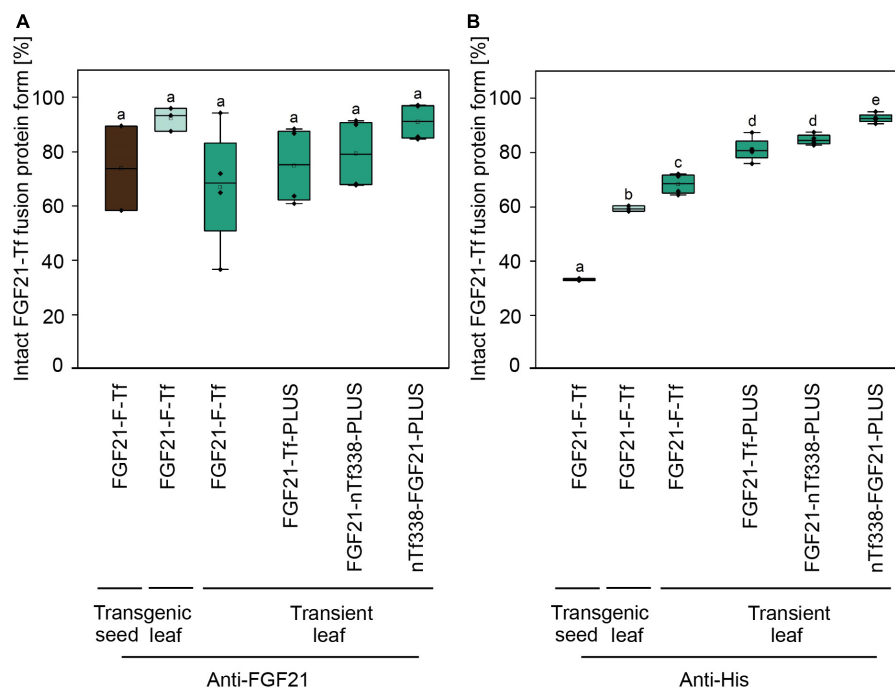 A
Intact FGF21-Tf fusion protein form [%]
100
80
60
40
20
0
a
a
a
a
a
a
FGF21-F-Tf
FGF21-F-Tf
FGF21-F-Tf
FGF21-Tf-PLUS
FGF21-nTf338-PLUS
nTf338-FGF21-PLUS
Transgenic
seed leaf
Transient
leaf
Anti-FGF21
B
Intact FGF21-Tf fusion protein form [%]
100
80
60
40
20
0
a
b
c
d
d
e
FGF21-F-Tf
FGF21-F-Tf
FGF21-F-Tf
FGF21-Tf-PLUS
FGF21-nTf338-PLUS
nTf338-FGF21-PLUS
Transgenic
seed leaf
Transient
leaf
Anti-His